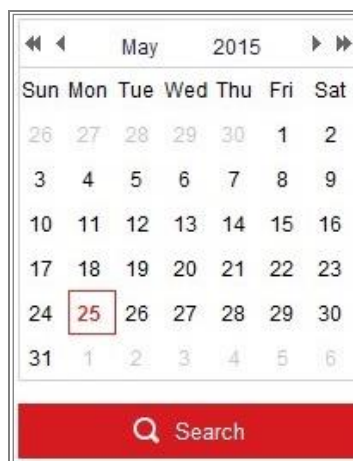 May 2015
Sun Mon Tue Wed Thu Fri Sat
26 27 28 29 30 1 2
3 4 5 6 7 8 9
10 11 12 13 14 15 16
17 18 19 20 21 22 23
24 25 26 27 28 29 30
31 1 2 3 4 5 6
Search